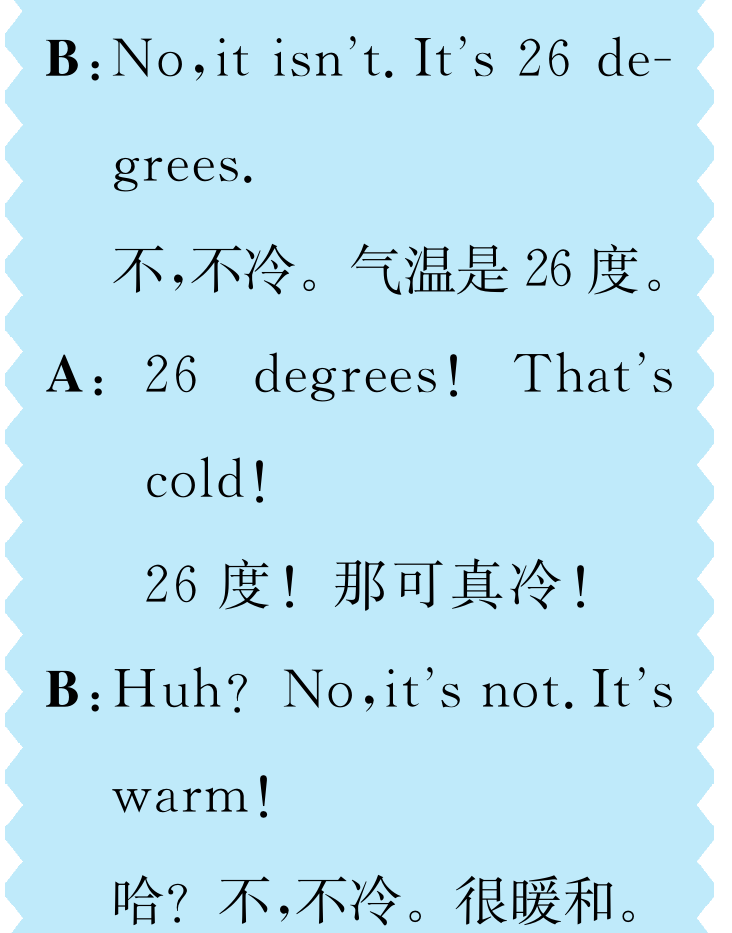 B:No,it isn't. It's 26 de-
grees.
不,不冷。气温是 26 度。
A: 26 degrees! That's
cold!
26 度! 那可真冷!
B:Huh? No,it's not. It's
warm!
哈? 不,不冷。很暖和。